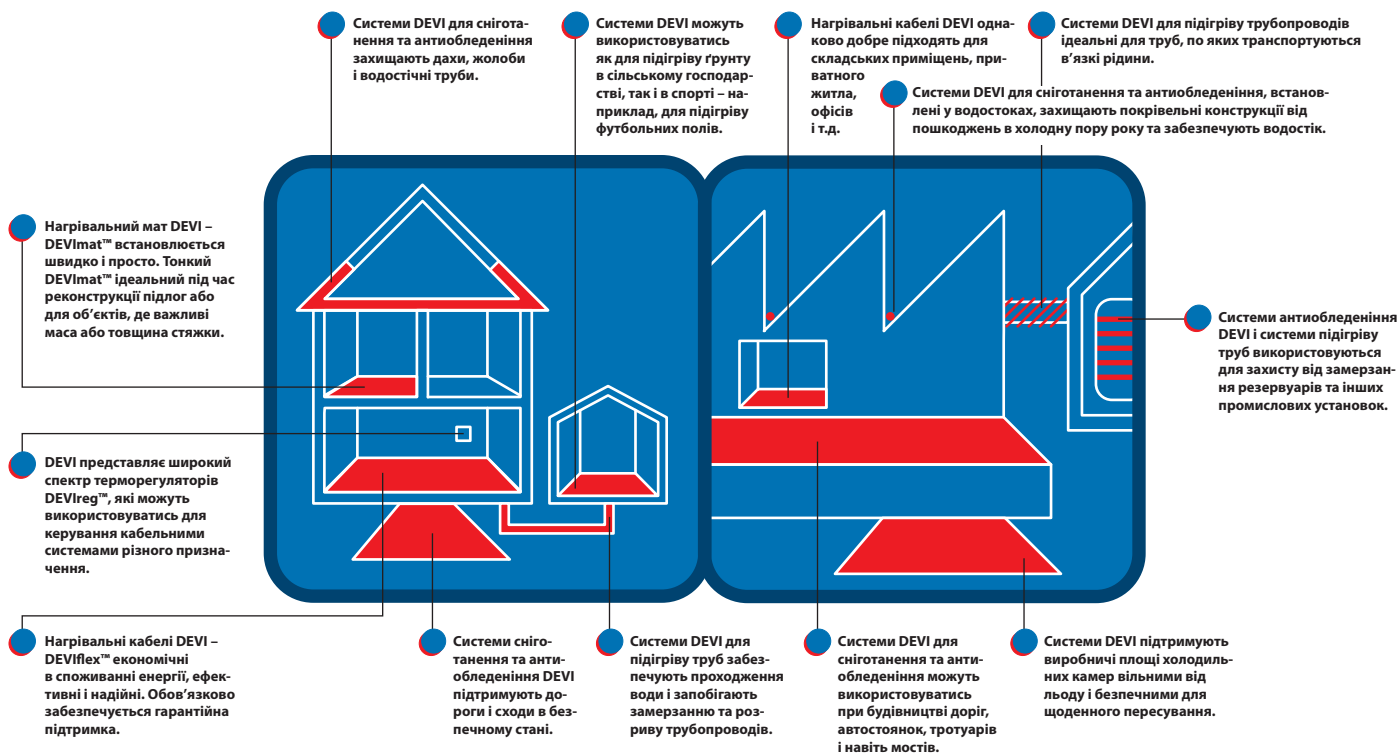 Системи DEVI для снігота-
нення та антиобледеніння
захищають дахи, жолоби
і водостічні труби.
Системи DEVI можуть
використовуватись
як для підігріву ґрунту
в сільському господар-
стві, так і в спорті – на-
приклад, для підігріву
футбольних полів.
Нагрівальні кабелі DEVI одна-
ково добре підходять для
складських приміщень, при-
ватного
житла,
офісів
і т.д.
Системи DEVI для підігріву трубопроводів
ідеальні для труб, по яких транспортуються
в’язкі рідини.
Системи DEVI для сніготанення та антиобледеніння, встанов-
лені у водостоках, захищають покрівельні конструкції від
пошкоджень в холодну пору року та забезпечують водостік.
Нагрівальний мат DEVI –
DEVImat™ встановлюється
швидко і просто. Тонкий
DEVImat™ ідеальний під час
реконструкції підлог або
для об’єктів, де важливі
маса або товщина стяжки.
Системи антиобледеніння
DEVI і системи підігріву
труб використовуються
для захисту від замерзан-
ня резервуарів та інших
промислових установок.
DEVI представляє широкий
спектр терморегуляторів
DEVIreg™, які можуть
використовуватись для
керування кабельними
системами різного призна-
чення.
Нагрівальні кабелі DEVI –
DEVIflex™ економічні
в споживанні енергії, ефек-
тивні і надійні. Обов’язково
забезпечується гарантійна
підтримка.
Системи сніго-
танення та анти-
обледеніння DEVI
підтримують до-
роги і сходи в без-
печному стані.
Системи DEVI для
підігріву труб забез-
печують проходження
води і запобігають
замерзанню та роз-
риву трубопроводів.
Системи DEVI для
сніготанення та анти-
обледеніння можуть
використовуватись
при будівництві доріг,
автостоянок, тротуарів
і навіть мостів.
Системи DEVI підтримують
виробничі площі холодиль-
них камер вільними від
льоду і безпечними для
щоденного пересування.